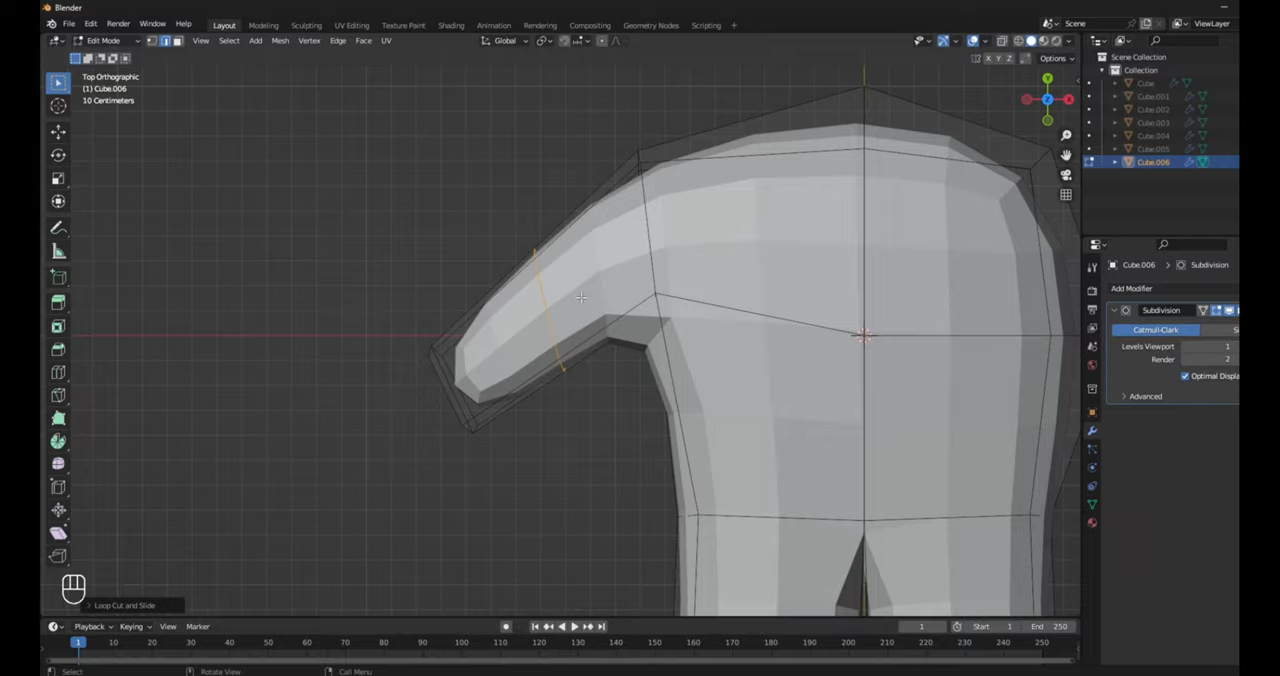 Blender
File Edit Render Window Help
Layout Modeling Sculpting UV Editing Texture Paint Shading Animation Rendering Compositing Geometry Nodes Scripting +
Scene
ViewLayer
Edit Mode
View Select Add Mesh Vertex Edge Face UV
Global
X Y Z
Options
Top Orthographic
(1) Cube.006
10 Centimeters
Y
X
Z
Scene Collection
Collection
Cube
Cube.001
Cube.002
Cube.003
Cube.004
Cube.005
Cube.006
Cube.006 > Subdivision
Add Modifier
Subdivision
Catmull-Clark
Levels Viewport 1
Render 2
Optimal Displa
Advanced
Loop Cut and Slide
Playback Keying View Marker
1
Start 1
End 250
1 10 20 30 40 50 60 70 80 90 100 110 120 130 140 150 160 170 180 190 200 210 220 230 240 250
Select
Rotate View
Call Menu